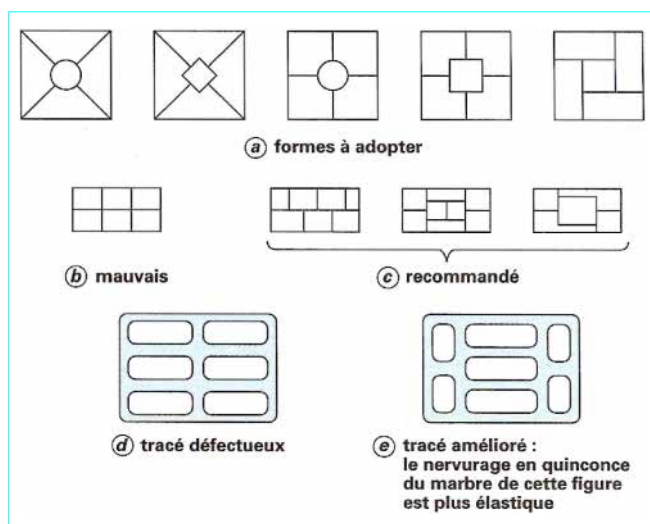 a formes à adopter
b mauvais
c recommandé
d tracé défectueux
e tracé amélioré :
le nervurage en quinconce
du marbre de cette figure
est plus élastique